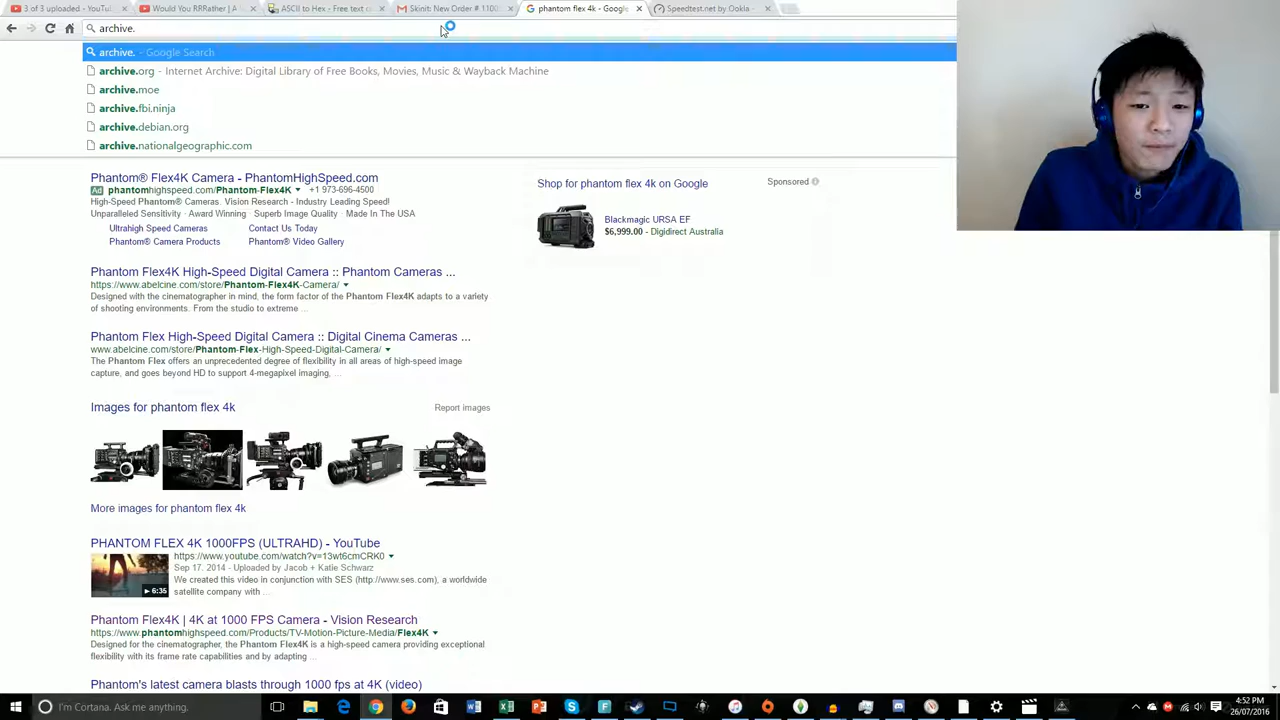 3 of 3 uploaded - YouTu
Would You RRRather | A
ASCII to Hex - Free text c
Skinit: New Order # 1100
phantom flex 4k - Google
Speedtest.net by Ookla -
archive.
archive. - Google Search
archive.org - Internet Archive: Digital Library of Free Books, Movies, Music & Wayback Machine
archive.moe
archive.fbi.ninja
archive.debian.org
archive.nationalgeographic.com
Phantom® Flex4K Camera - PhantomHighSpeed.com
Ad phantomhighspeed.com/Phantom-Flex4K +1 973-696-4500
High-Speed Phantom® Cameras. Vision Research - Industry Leading Speed!
Unparalleled Sensitivity · Award Winning · Superb Image Quality · Made In The USA
Ultrahigh Speed Cameras
Contact Us Today
Phantom® Camera Products
Phantom® Video Gallery
Shop for phantom flex 4k on Google
Sponsored
Blackmagic URSA EF
$6,999.00 - Digidirect Australia
Phantom Flex4K High-Speed Digital Camera :: Phantom Cameras ...
https://www.abelcine.com/store/Phantom-Flex4K-Camera/
Designed with the cinematographer in mind, the form factor of the Phantom Flex4K adapts to a variety
of shooting environments. From the studio to extreme ...
Phantom Flex High-Speed Digital Camera :: Digital Cinema Cameras ...
www.abelcine.com/store/Phantom-Flex-High-Speed-Digital-Camera/
The Phantom Flex offers an unprecedented degree of flexibility in all areas of high-speed image
capture, and goes beyond HD to support 4-megapixel imaging, ...
Images for phantom flex 4k
Report images
More images for phantom flex 4k
PHANTOM FLEX 4K 1000FPS (ULTRAHD) - YouTube
https://www.youtube.com/watch?v=13wt6cmCRK0
Sep 17, 2014 - Uploaded by Jacob + Katie Schwarz
We created this video in conjunction with SES (http://www.ses.com), a worldwide
satellite company with ...
6:35
Phantom Flex4K | 4K at 1000 FPS Camera - Vision Research
https://www.phantomhighspeed.com/Products/TV-Motion-Picture-Media/Flex4K
Designed for the cinematographer, the Phantom Flex4K is a high-speed camera providing exceptional
flexibility with its frame rate capabilities and by adapting ...
Phantom's latest camera blasts through 1000 fps at 4K (video)
I'm Cortana. Ask me anything.
4:52 PM
26/07/2016